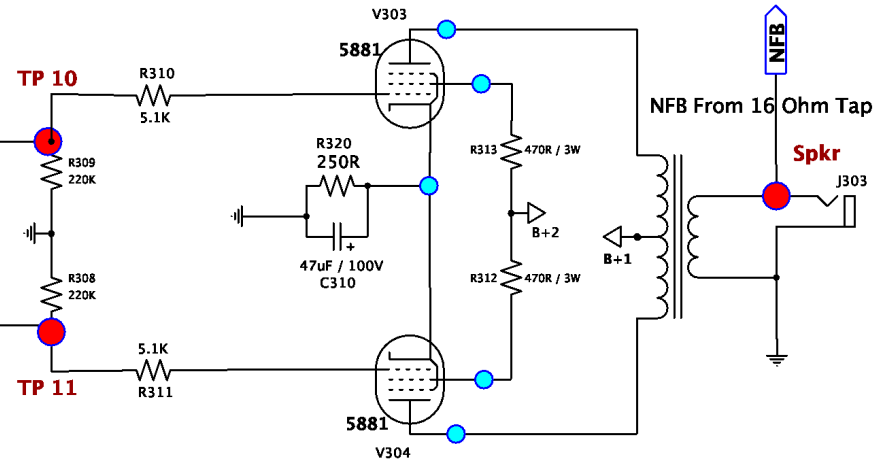 V303
5881
NFB
TP 10
R310
5.1K
NFB From 16 Ohm Tap
R320
250R
R313
470R / 3W
Spkr
R309
220K
J303
B+2
B+1
+
47uF / 100V
C310
R312
470R / 3W
R308
220K
5.1K
R311
TP 11
5881
V304